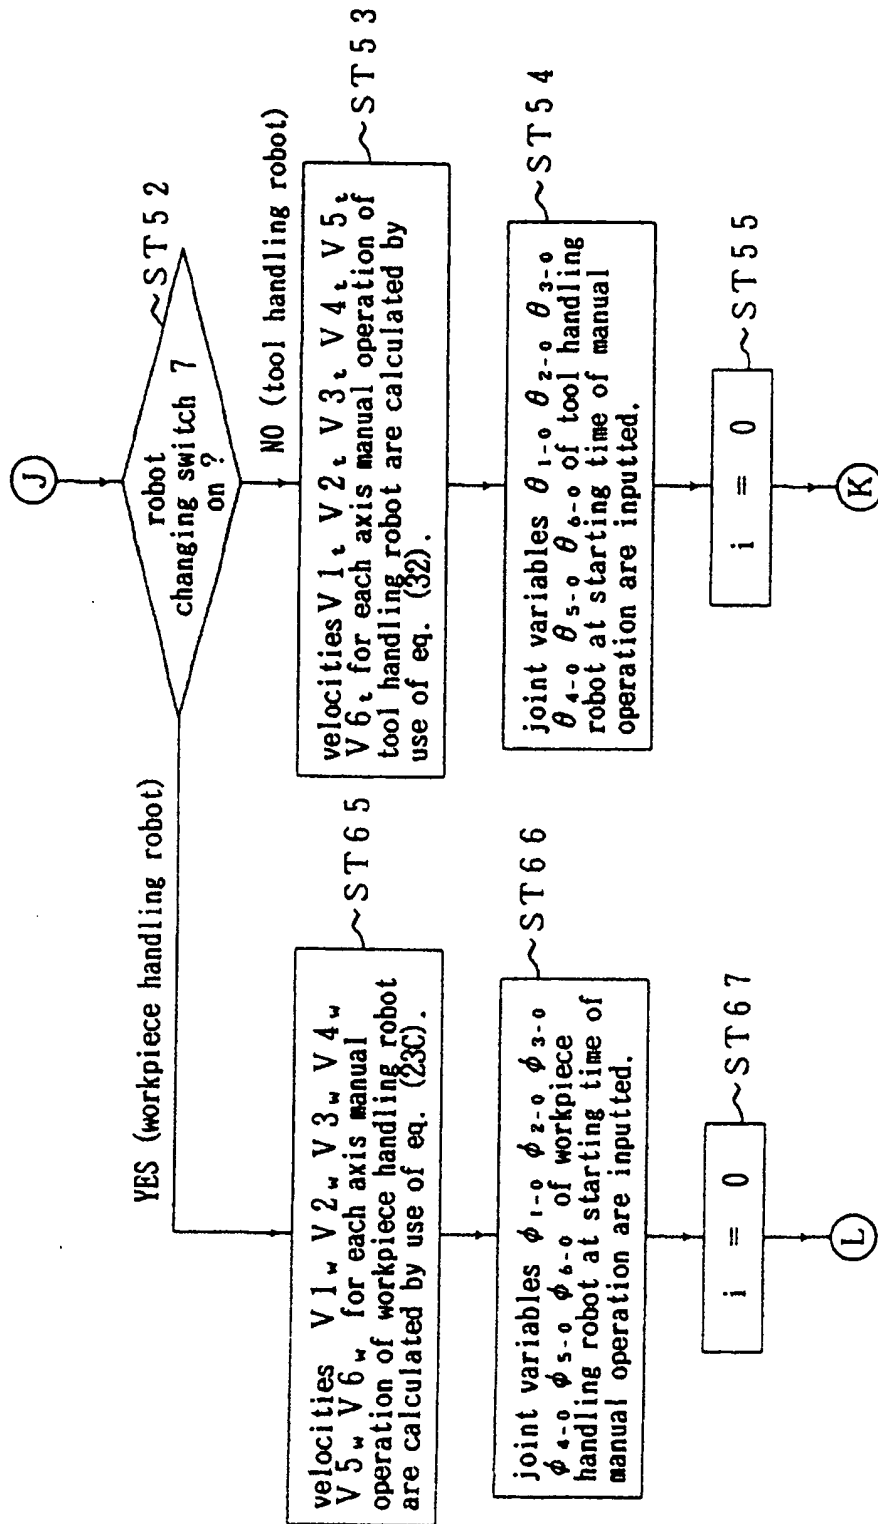 J
robot
changing switch 7
on ?
~ST52
YES (workpiece handling robot)
NO (tool handling robot)
velocities V1t V2t V3t V4t V5t
V6t for each axis manual operation of
tool handling robot are calculated by
use of eq. (32).
~ST53
joint variables θ1-0 θ2-0 θ3-0
θ4-0 θ5-0 θ6-0 of tool handling
robot at starting time of manual
operation are inputted.
~ST54
i = 0
~ST55
K
velocities V1w V2w V3w V4w
V5w V6w for each axis manual
operation of workpiece handling robot
are calculated by use of eq. (23C).
~ST65
joint variables ϕ1-0 ϕ2-0 ϕ3-0
ϕ4-0 ϕ5-0 ϕ6-0 of workpiece
handling robot at starting time of
manual operation are inputted.
~ST66
i = 0
~ST67
L